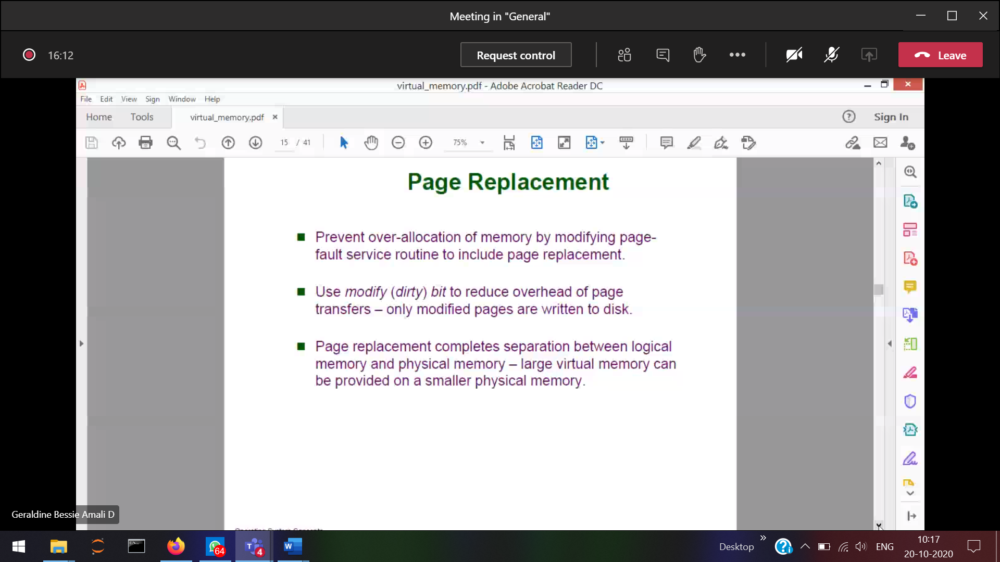 Meeting in "General"
16:12
Request control
Leave
virtual_memory.pdf - Adobe Acrobat Reader DC
File Edit View Sign Window Help
Home Tools virtual_memory.pdf
Sign In
15 / 41
75%
Page Replacement
Prevent over-allocation of memory by modifying page-
fault service routine to include page replacement.
Use modify (dirty) bit to reduce overhead of page
transfers – only modified pages are written to disk.
Page replacement completes separation between logical
memory and physical memory – large virtual memory can
be provided on a smaller physical memory.
Geraldine Bessie Amali D
64
4
Desktop
ENG
10:17
20-10-2020